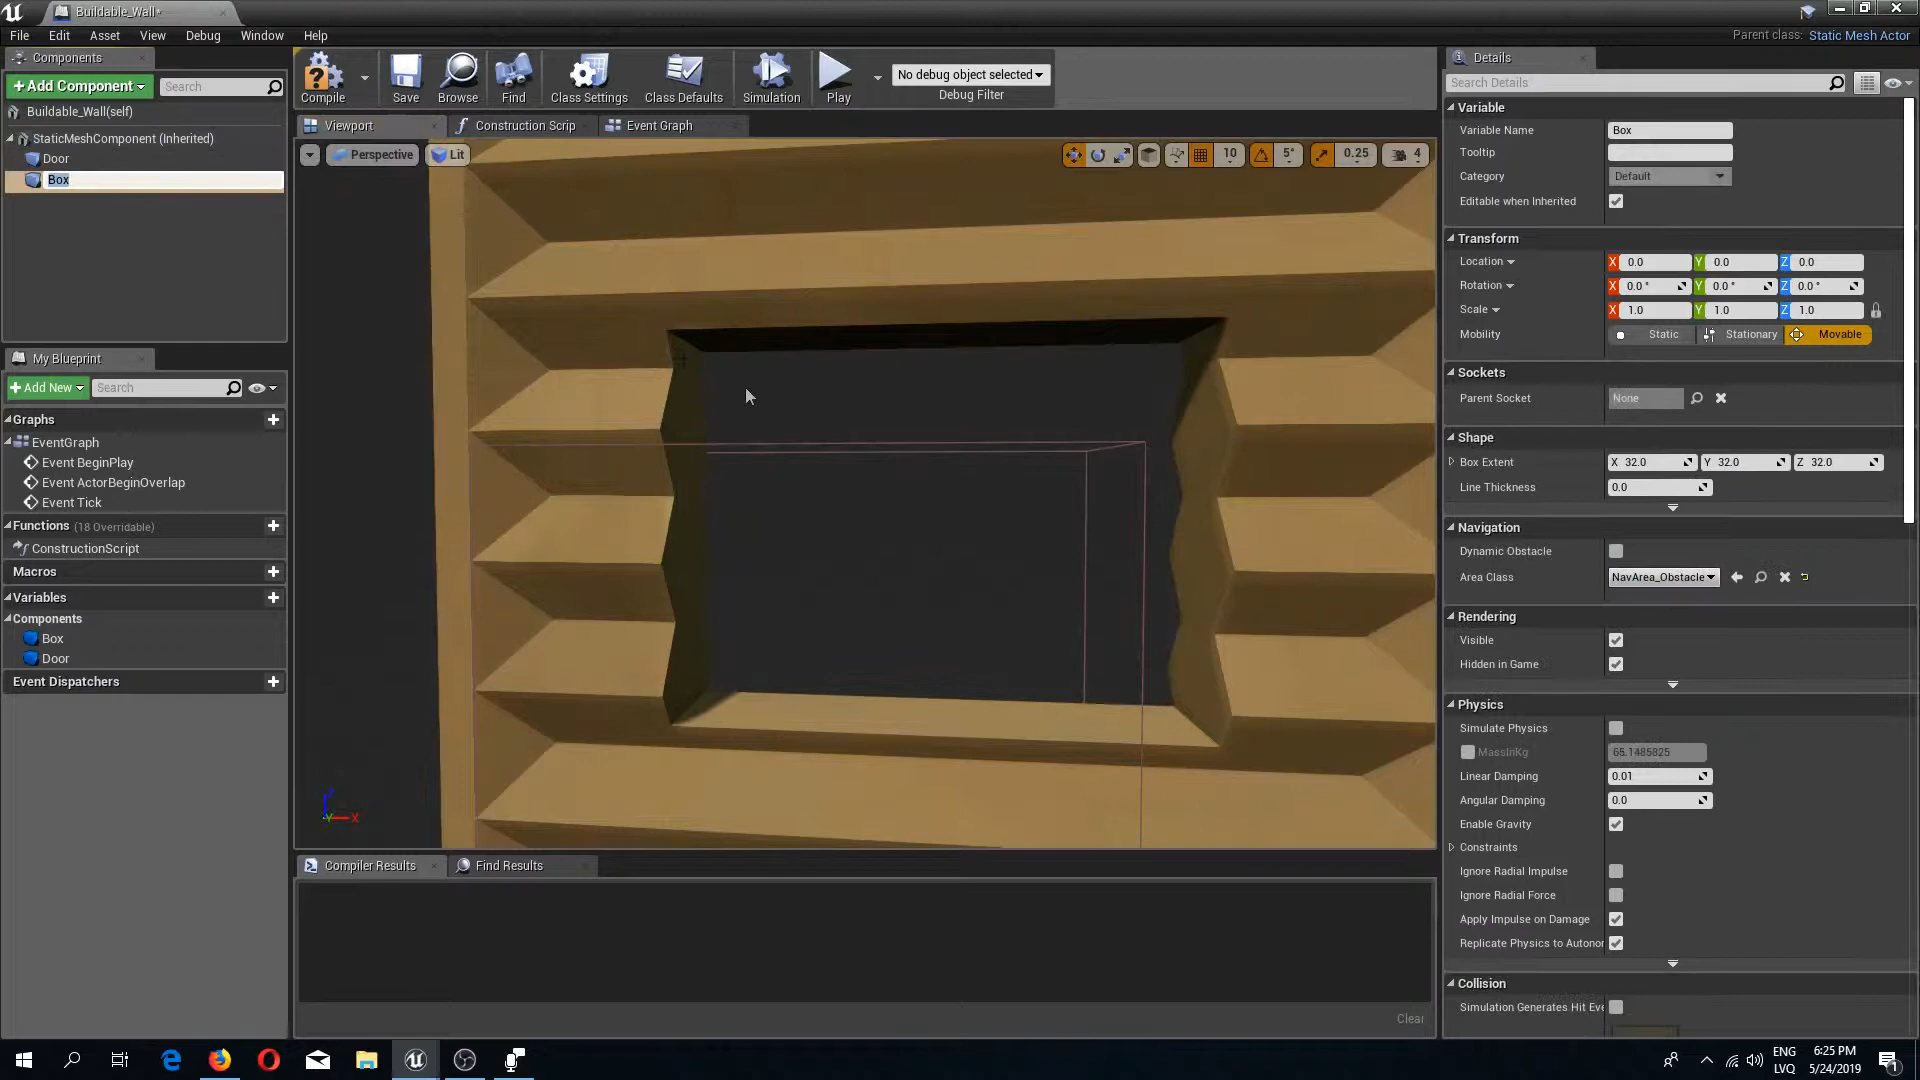 Buildable_Wall*
File Edit Asset View Debug Window Help
Parent class: Static Mesh Actor
Components
+Add Component
Search
Buildable_Wall(self)
StaticMeshComponent (Inherited)
Door
Box
My Blueprint
+Add New
Search
Graphs
EventGraph
Event BeginPlay
Event ActorBeginOverlap
Event Tick
Functions (18 Overridable)
ConstructionScript
Macros
Variables
Components
Box
Door
Event Dispatchers
Compile
Save
Browse
Find
Class Settings
Class Defaults
Simulation
Play
No debug object selected
Debug Filter
Viewport
Construction Scrip
Event Graph
Perspective
Lit
10
5°
0.25
4
Z
X
Y
Compiler Results
Find Results
Clear
Details
Search Details
Variable
Variable Name Box
Tooltip
Category Default
Editable when Inherited
Transform
Location X 0.0 Y 0.0 Z 0.0
Rotation X 0.0 ° Y 0.0 ° Z 0.0 °
Scale X 1.0 Y 1.0 Z 1.0
Mobility Static Stationary Movable
Sockets
Parent Socket None
Shape
Box Extent X 32.0 Y 32.0 Z 32.0
Line Thickness 0.0
Navigation
Dynamic Obstacle
Area Class NavArea_Obstacle
Rendering
Visible
Hidden in Game
Physics
Simulate Physics
MassInKg 65.1485825
Linear Damping 0.01
Angular Damping 0.0
Enable Gravity
Constraints
Ignore Radial Impulse
Ignore Radial Force
Apply Impulse on Damage
Replicate Physics to Autonor
Collision
Simulation Generates Hit Eve
ENG
LVQ
6:25 PM
5/24/2019
1